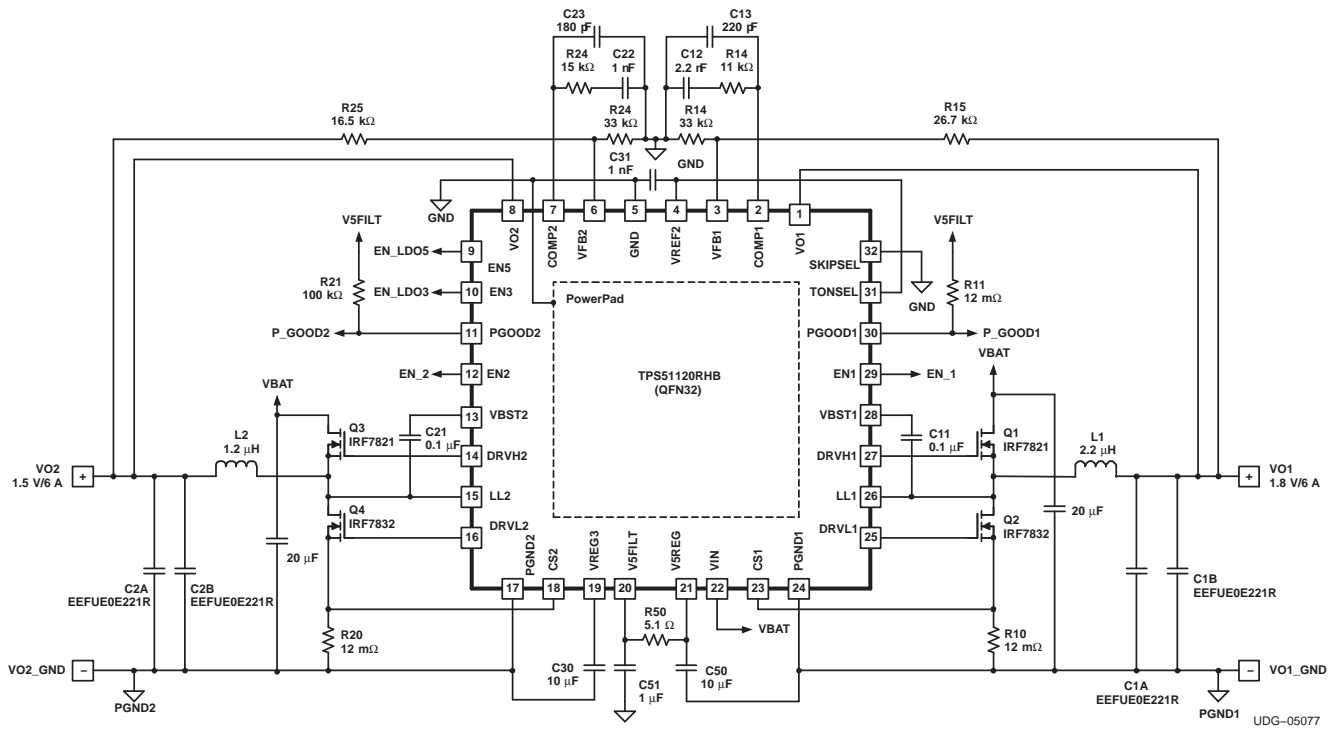 C23
180 pF
C13
220 pF
R24
15 kΩ
C22
1 nF
C12
2.2 nF
R14
11 kΩ
R25
16.5 kΩ
R24
33 kΩ
R14
33 kΩ
R15
26.7 kΩ
C31
1 nF
GND
GND
8
7
6
5
4
3
2
1
VO2
COMP2
VFB2
GND
VREF2
VFB1
COMP1
VO1
V5FILT
V5FILT
EN_LDO5
9
EN5
SKIPSEL
32
R21
100 kΩ
EN_LDO3
10
EN3
PowerPad
TONSEL
31
GND
R11
12 mΩ
P_GOOD2
11
PGOOD2
PGOOD1
30
P_GOOD1
VBAT
EN_2
12
EN2
TPS51120RHB
(QFN32)
EN1
29
EN_1
VBAT
13
VBST2
VBST1
28
L2
1.2 μH
Q3
IRF7821
C21
0.1 μF
C11
0.1 μF
Q1
IRF7821
L1
2.2 μH
14
DRVH2
DRVH1
27
VO2
1.5 V/6 A
+
+
VO1
1.8 V/6 A
15
LL2
LL1
26
Q4
IRF7832
16
DRVL2
DRVL1
25
Q2
IRF7832
20 μF
20 μF
PGND2
CS2
VREG3
V5FILT
V5REG
VIN
CS1
PGND1
17
18
19
20
21
22
23
24
C2A
EEFUE0E221R
C2B
EEFUE0E221R
C1B
EEFUE0E221R
R50
5.1 Ω
VBAT
R20
12 mΩ
R10
12 mΩ
VO2_GND
–
–
VO1_GND
C30
10 μF
C51
1 μF
C50
10 μF
C1A
EEFUE0E221R
PGND2
PGND1
UDG–05077